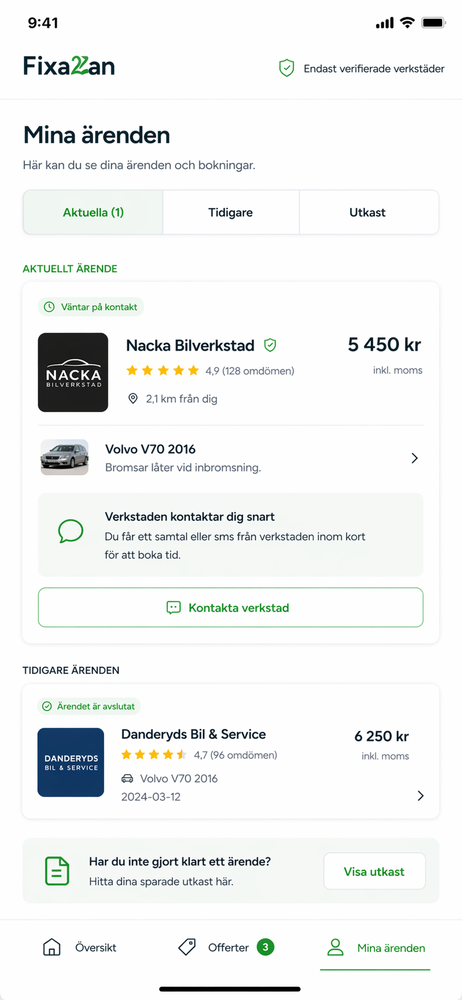 9:41
Fixa22an
Endast verifierade verkstäder
Mina ärenden
Här kan du se dina ärenden och bokningar.
Aktuella (1)
Tidigare
Utkast
AKTUELLT ÄRENDE
Väntar på kontakt
NACKA
BILVERKSTAD
Nacka Bilverkstad
5 450 kr
4,9 (128 omdömen)
inkl. moms
2,1 km från dig
Volvo V70 2016
Bromsar låter vid inbromsning.
Verkstaden kontaktar dig snart
Du får ett samtal eller sms från verkstaden inom kort
för att boka tid.
Kontakta verkstad
TIDIGARE ÄRENDEN
Ärendet är avslutat
DANDERYDS
BIL & SERVICE
Danderyds Bil & Service
6 250 kr
4,7 (96 omdömen)
inkl. moms
Volvo V70 2016
2024-03-12
Har du inte gjort klart ett ärende?
Hitta dina sparade utkast här.
Visa utkast
Översikt
Offerter 3
Mina ärenden